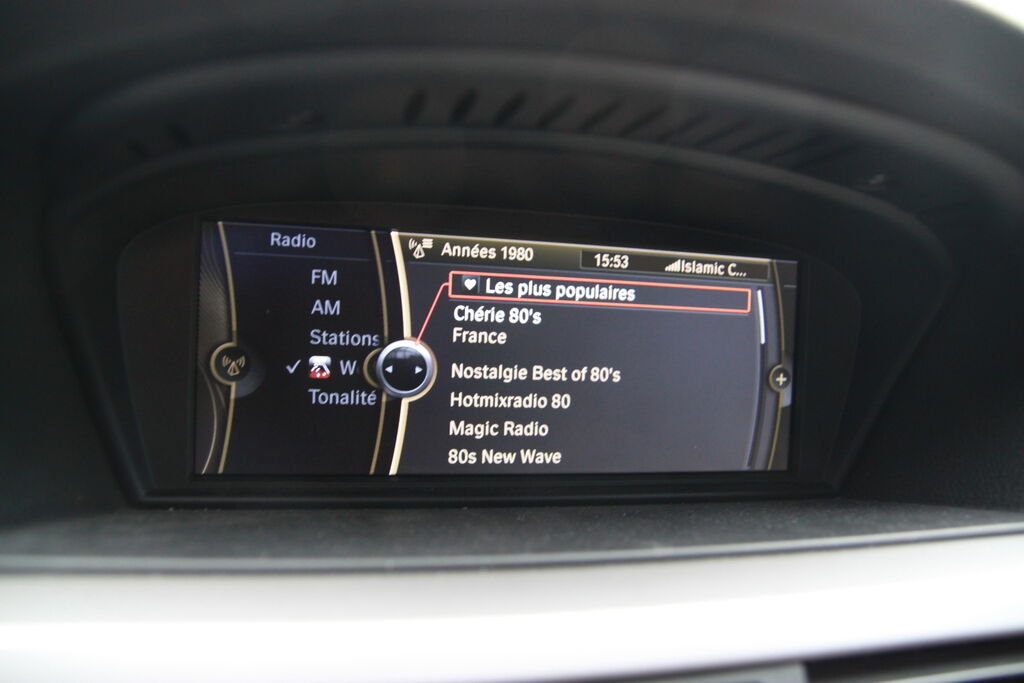 Radio
FM
AM
Stations
W
Tonalité
Années 1980
15:53
Islamic C...
Les plus populaires
Chérie 80's
France
Nostalgie Best of 80's
Hotmixradio 80
Magic Radio
80s New Wave